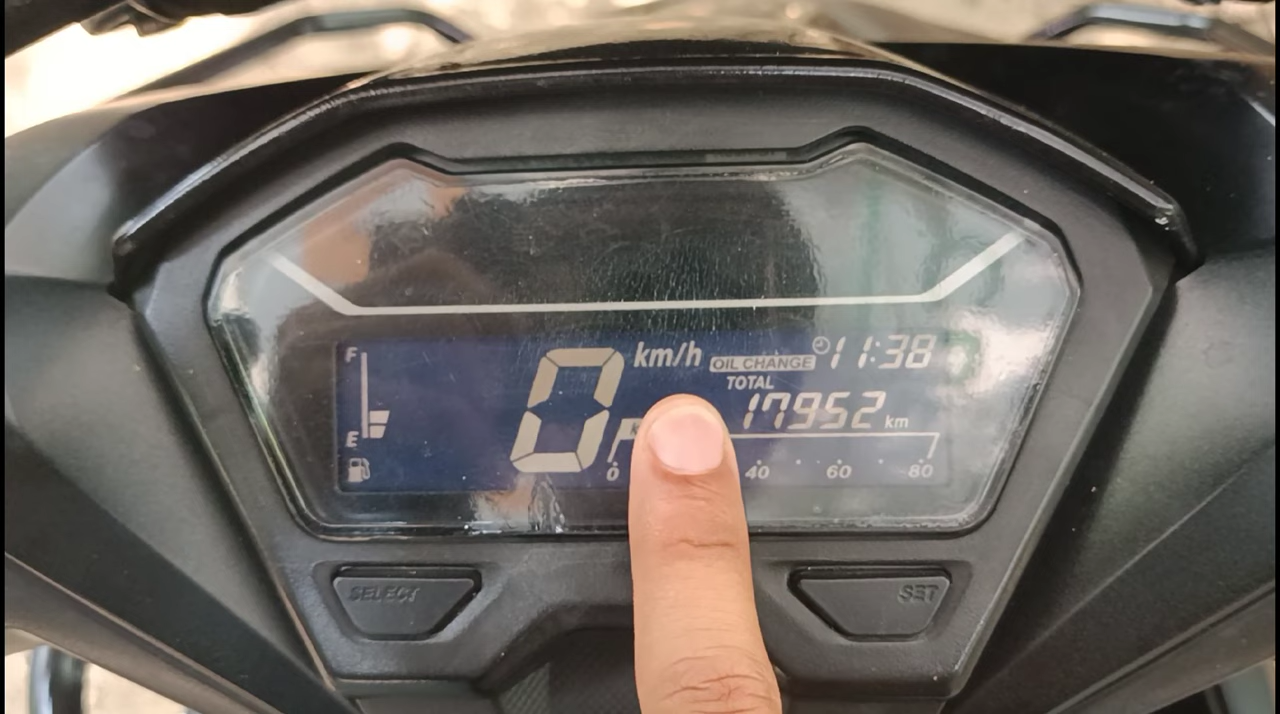 F
E
0
km/h
OIL CHANGE
11:38
TOTAL
17952 km
0 40 60 80
SELECT
SET